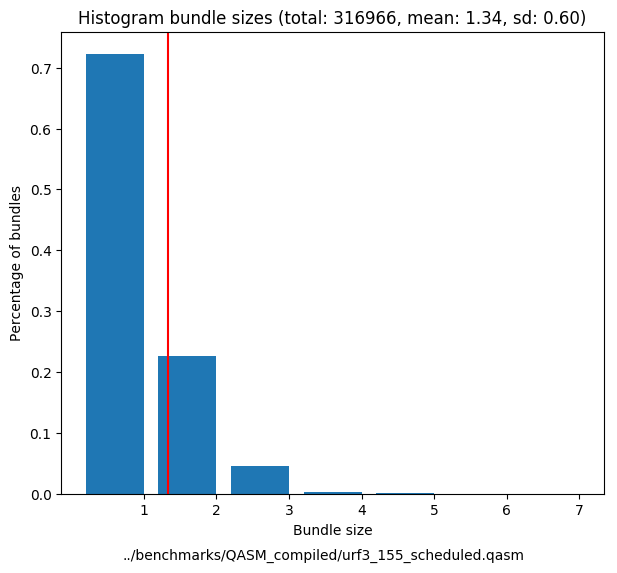 Histogram bundle sizes (total: 316966, mean: 1.34, sd: 0.60)
Percentage of bundles
0.7
0.6
0.5
0.4
0.3
0.2
0.1
0.0
1 2 3 4 5 6 7
Bundle size
../benchmarks/QASM_compiled/urf3_155_scheduled.qasm